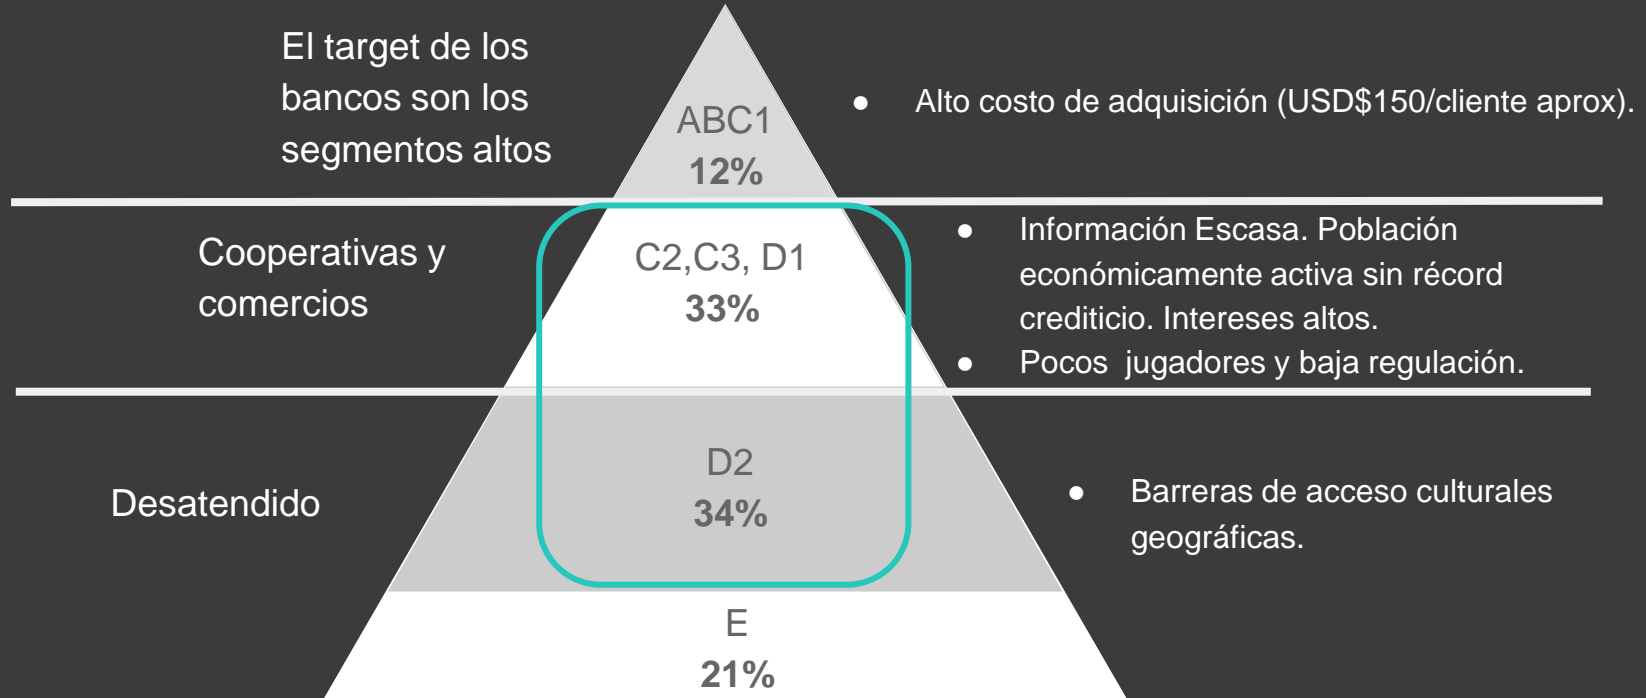 El target de los
bancos son los
segmentos altos
ABC1
12%
● Alto costo de adquisición (USD$150/cliente aprox).
Cooperativas y
comercios
C2,C3, D1
33%
● Información Escasa. Población
económicamente activa sin récord
crediticio. Intereses altos.
● Pocos jugadores y baja regulación.
Desatendido
D2
34%
● Barreras de acceso culturales
geográficas.
E
21%